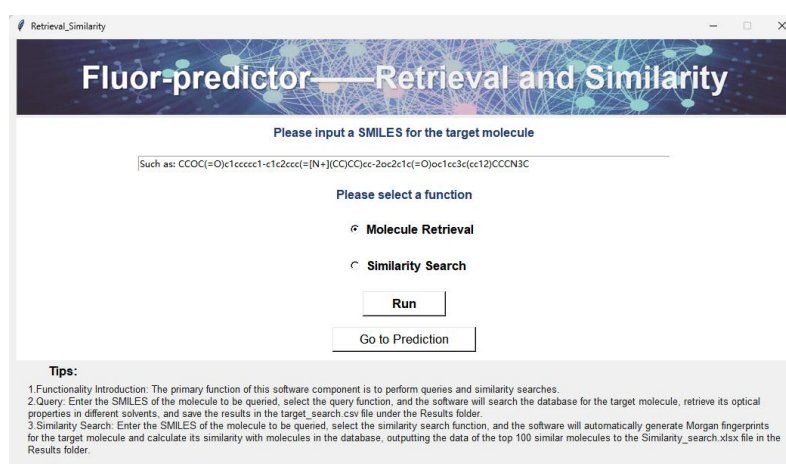 Retrieval_Similarity
Fluor-predictor——Retrieval and Similarity
Please input a SMILES for the target molecule
Such as: CCOC(=O)c1ccccc1-c1c2ccc(=[N+](CC)CC)cc-2oc2c1c(=O)oc1cc3c(cc12)CCCN3C
Please select a function
Molecule Retrieval
Similarity Search
Run
Go to Prediction
Tips:
1.Functionality Introduction: The primary function of this software component is to perform queries and similarity searches.
2.Query: Enter the SMILES of the molecule to be queried, select the query function, and the software will search the database for the target molecule, retrieve its optical
properties in different solvents, and save the results in the target_search.csv file under the Results folder.
3.Similarity Search: Enter the SMILES of the molecule to be queried, select the similarity search function, and the software will automatically generate Morgan fingerprints
for the target molecule and calculate its similarity with molecules in the database, outputting the data of the top 100 similar molecules to the Similarity_search.xlsx file in the
Results folder.